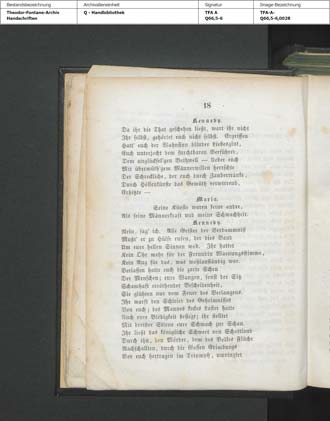 Bestandsbezeichnung
Theodor-Fontane-Archiv
Handschriften
Archivalieneinheit
Q - Handbibliothek
Signatur
TFA A
Q66,5-6
Image-Bezeichnung
TFA-A-
Q66,5-6,0028
18
Kennedy.
Da ihr die That geschehen ließt, wart ihr nicht
Ihr selbst, gehörtet euch nicht selbst. Ergriffen
Hatt' euch der Wahnsinn blinder Liebesglut,
Euch unterjocht dem furchtbaren Verführer,
Dem unglücksel'gen Bothwell — Ueber euch
Mit übermüth'gem Männerwillen herrschte
Der Schreckliche, der euch durch Zaubertränke,
Durch Höllenkünste das Gemüth verwirrend,
Erhitzte —
Maria.
Seine Künste waren keine andre,
Als seine Männerkraft und meine Schwachheit.
Kennedy.
Nein, sag' ich. Alle Geister der Verdammniß
Mußt' er zu Hülfe rufen, der dies Band
Um eure hellen Sinnen wob. Ihr hattet
Kein Ohr mehr für der Freundin Warnungsstimme,
Kein Aug für das, was wohlanständig war.
Verlassen hatte euch die zarte Scheu
Der Menschen; eure Wangen, sonst der Sitz
Schamhaft erröthender Bescheidenheit,
Sie glühten nur vom Feuer des Verlangens.
Ihr warft den Schleier des Geheimnisses
Von euch; des Mannes keckes Laster hatte
Auch eure Blödigkeit besiegt; ihr stelltet
Mit dreister Stirne eure Schmach zur Schau.
Ihr ließt das königliche Schwert von Schottland
Durch ihn, den Mörder, dem des Volkes Flüche
Nachschallten, durch die Gassen Edimburgs
Vor euch hertragen im Triumph, umringtet